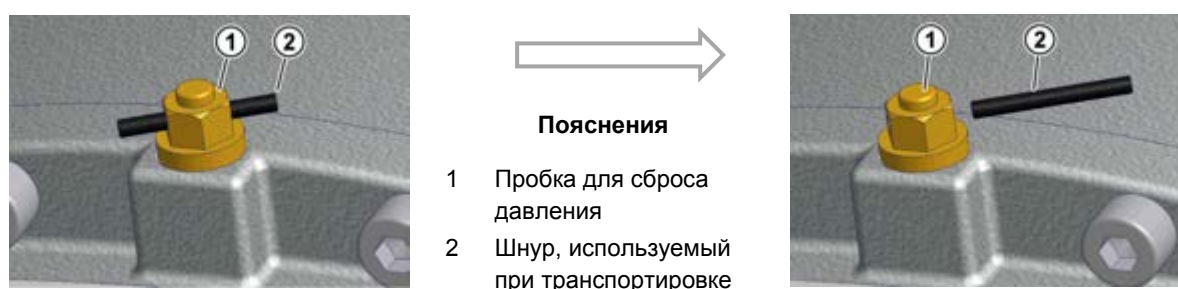 1 2
1 2
Пояснения
1 Пробка для сброса
давления
2 Шнур, используемый
при транспортировке